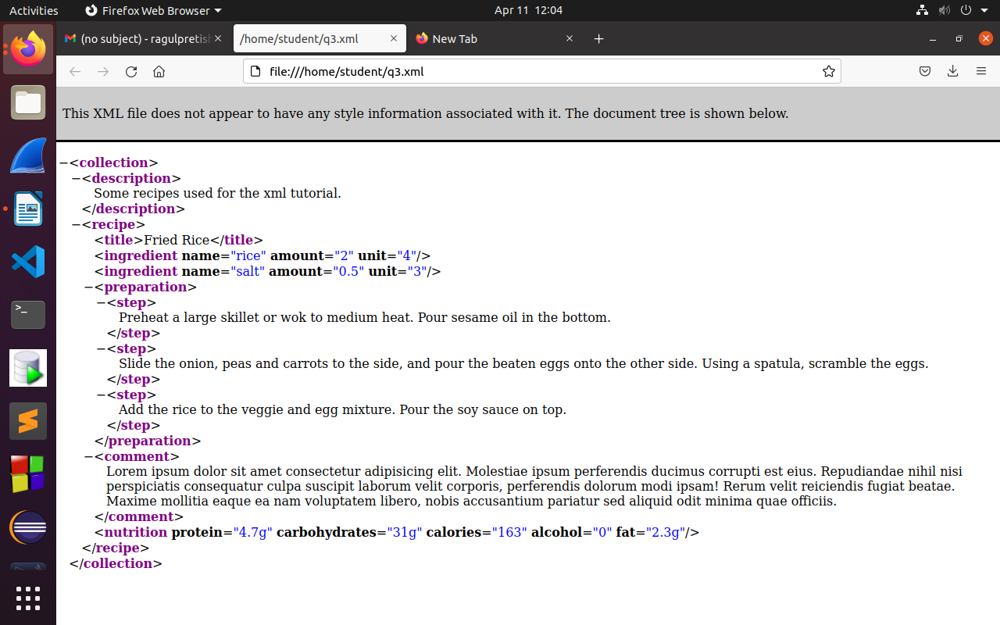 Activities Firefox Web Browser Apr 11 12:04
(no subject) - ragulpretish /home/student/q3.xml New Tab
file:///home/student/q3.xml
This XML file does not appear to have any style information associated with it. The document tree is shown below.
−<collection>
−<description>
Some recipes used for the xml tutorial.
</description>
−<recipe>
<title>Fried Rice</title>
<ingredient name="rice" amount="2" unit="4"/>
<ingredient name="salt" amount="0.5" unit="3"/>
−<preparation>
−<step>
Preheat a large skillet or wok to medium heat. Pour sesame oil in the bottom.
</step>
−<step>
Slide the onion, peas and carrots to the side, and pour the beaten eggs onto the other side. Using a spatula, scramble the eggs.
</step>
−<step>
Add the rice to the veggie and egg mixture. Pour the soy sauce on top.
</step>
</preparation>
−<comment>
Lorem ipsum dolor sit amet consectetur adipisicing elit. Molestiae ipsum perferendis ducimus corrupti est eius. Repudiandae nihil nisi
perspiciatis consequatur culpa suscipit laborum velit corporis, perferendis dolorum modi ipsam! Rerum velit reiciendis fugiat beatae.
Maxime mollitia eaque ea nam voluptatem libero, nobis accusantium pariatur sed aliquid odit minima quae officiis.
</comment>
<nutrition protein="4.7g" carbohydrates="31g" calories="163" alcohol="0" fat="2.3g"/>
</recipe>
</collection>